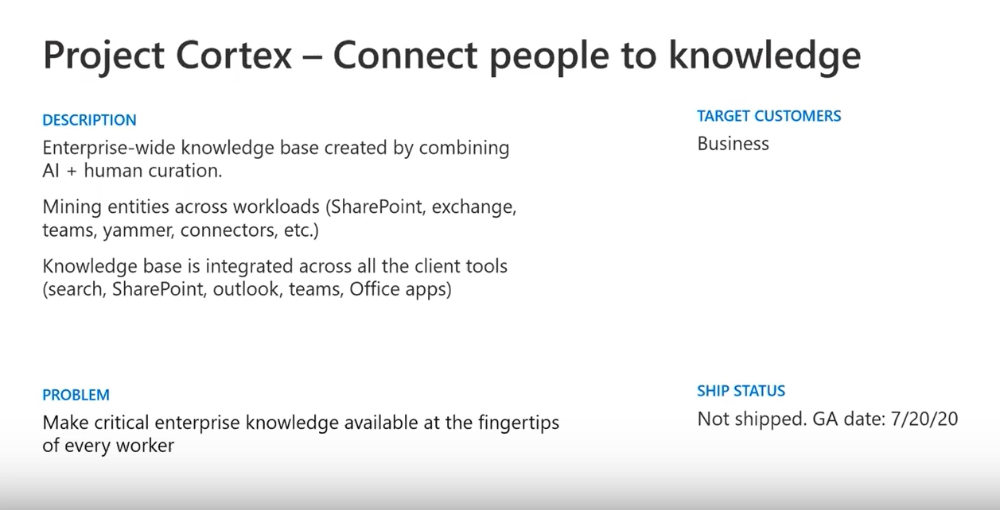 Project Cortex – Connect people to knowledge
DESCRIPTION
Enterprise-wide knowledge base created by combining
AI + human curation.
Mining entities across workloads (SharePoint, exchange,
teams, yammer, connectors, etc.)
Knowledge base is integrated across all the client tools
(search, SharePoint, outlook, teams, Office apps)
TARGET CUSTOMERS
Business
PROBLEM
Make critical enterprise knowledge available at the fingertips
of every worker
SHIP STATUS
Not shipped. GA date: 7/20/20